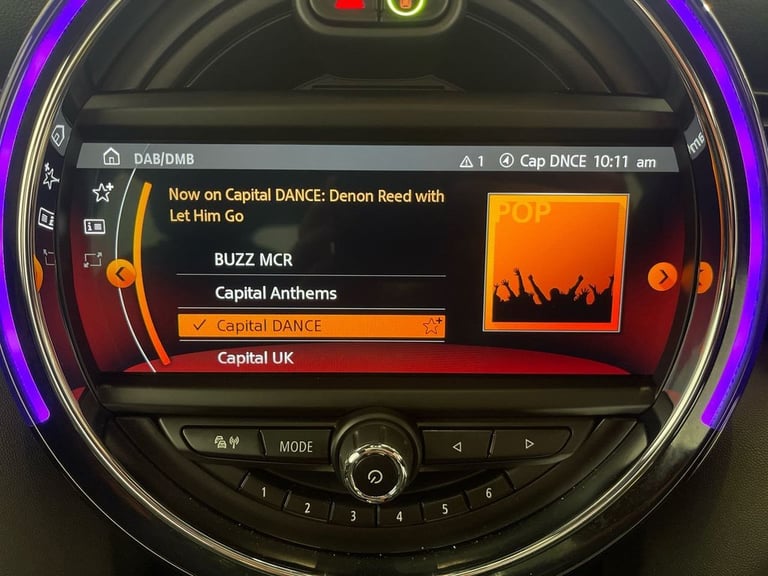 DAB/DMB
1 Cap DNCE 10:11 am
Now on Capital DANCE: Denon Reed with
Let Him Go
POP
BUZZ MCR
Capital Anthems
Capital DANCE
Capital UK
MODE
1
2
3
4
5
6